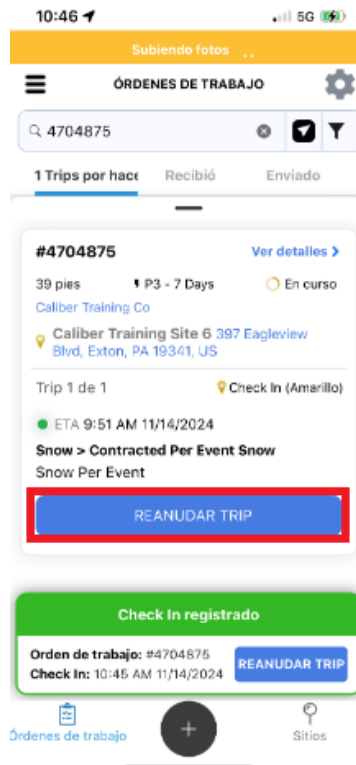 10:46
5G
Subiendo fotos ..
ÓRDENES DE TRABAJO
4704875
1 Trips por hace Recibió Enviado
#4704875 Ver detalles >
39 pies P3 - 7 Days En curso
Caliber Training Co
Caliber Training Site 6 397 Eagleview
Blvd, Exton, PA 19341, US
Trip 1 de 1 Check In (Amarillo)
ETA 9:51 AM 11/14/2024
Snow > Contracted Per Event Snow
Snow Per Event
REANUDAR TRIP
Check In registrado
Orden de trabajo: #4704875
Check In: 10:45 AM 11/14/2024
REANUDAR TRIP
Órdenes de trabajo
+
Sitios